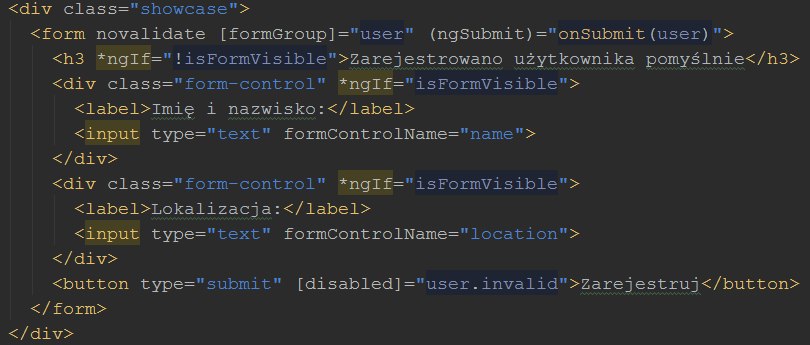 <div class="showcase">
<form novalidate [formGroup]="user" (ngSubmit)="onSubmit(user)">
<h3 *ngIf="!isFormVisible">Zarejestrowano użytkownika pomyślnie</h3>
<div class="form-control" *ngIf="isFormVisible">
<label>Imię i nazwisko:</label>
<input type="text" formControlName="name">
</div>
<div class="form-control" *ngIf="isFormVisible">
<label>Lokalizacja:</label>
<input type="text" formControlName="location">
</div>
<button type="submit" [disabled]="user.invalid">Zarejestruj</button>
</form>
</div>